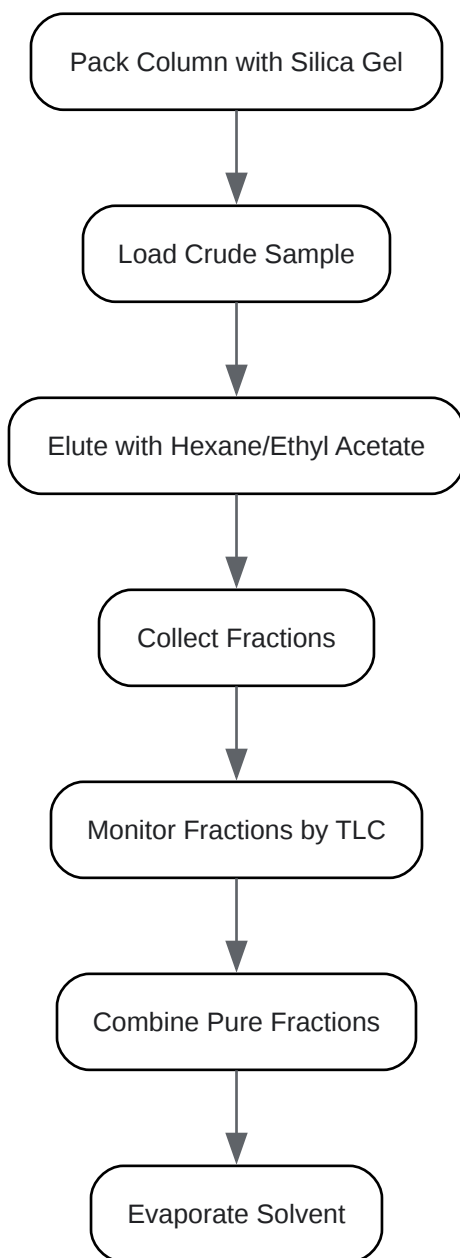 Pack Column with Silica Gel
Load Crude Sample
Elute with Hexane/Ethyl Acetate
Collect Fractions
Monitor Fractions by TLC
Combine Pure Fractions
Evaporate Solvent